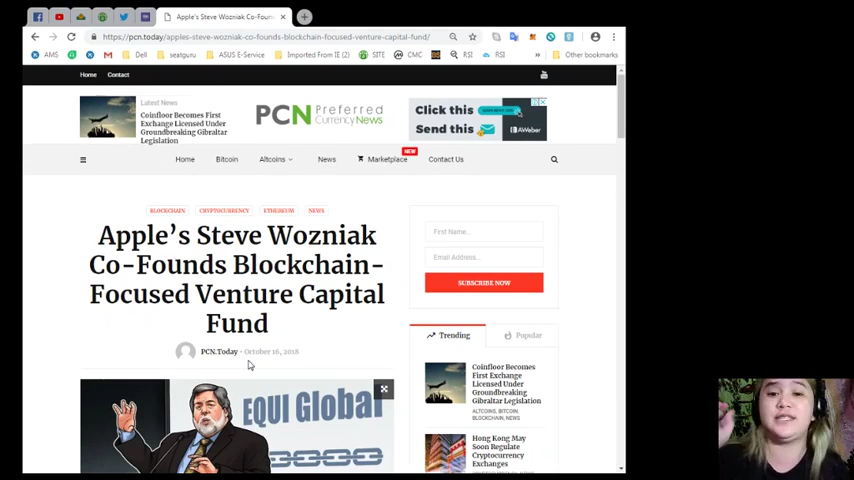 Apple's Steve Wozniak Co-Foun
https://pcn.today/apples-steve-wozniak-co-founds-blockchain-focused-venture-capital-fund/
AMS
Dell
seatguru
ASUS E-Service
Imported From IE (2)
SITE
CMC
RSI
RSI
»
Other bookmarks
Home
Contact
Latest News
Coinfloor Becomes First
Exchange Licensed Under
Groundbreaking Gibraltar
Legislation
PCN Preferred
Currency News
Click this
Send this
AWeber
Home
Bitcoin
Altcoins
News
Marketplace
NEW
Contact Us
BLOCKCHAIN
CRYPTOCURRENCY
ETHEREUM
NEWS
Apple's Steve Wozniak
Co-Founds Blockchain-
Focused Venture Capital
Fund
PCN.Today - October 16, 2018
EQUI Global
First Name...
Email Address...
SUBSCRIBE NOW
Trending
Popular
Coinfloor Becomes
First Exchange
Licensed Under
Groundbreaking
Gibraltar Legislation
ALTCOINS, BITCOIN,
BLOCKCHAIN, NEWS
Hong Kong May
Soon Regulate
Cryptocurrency
Exchanges